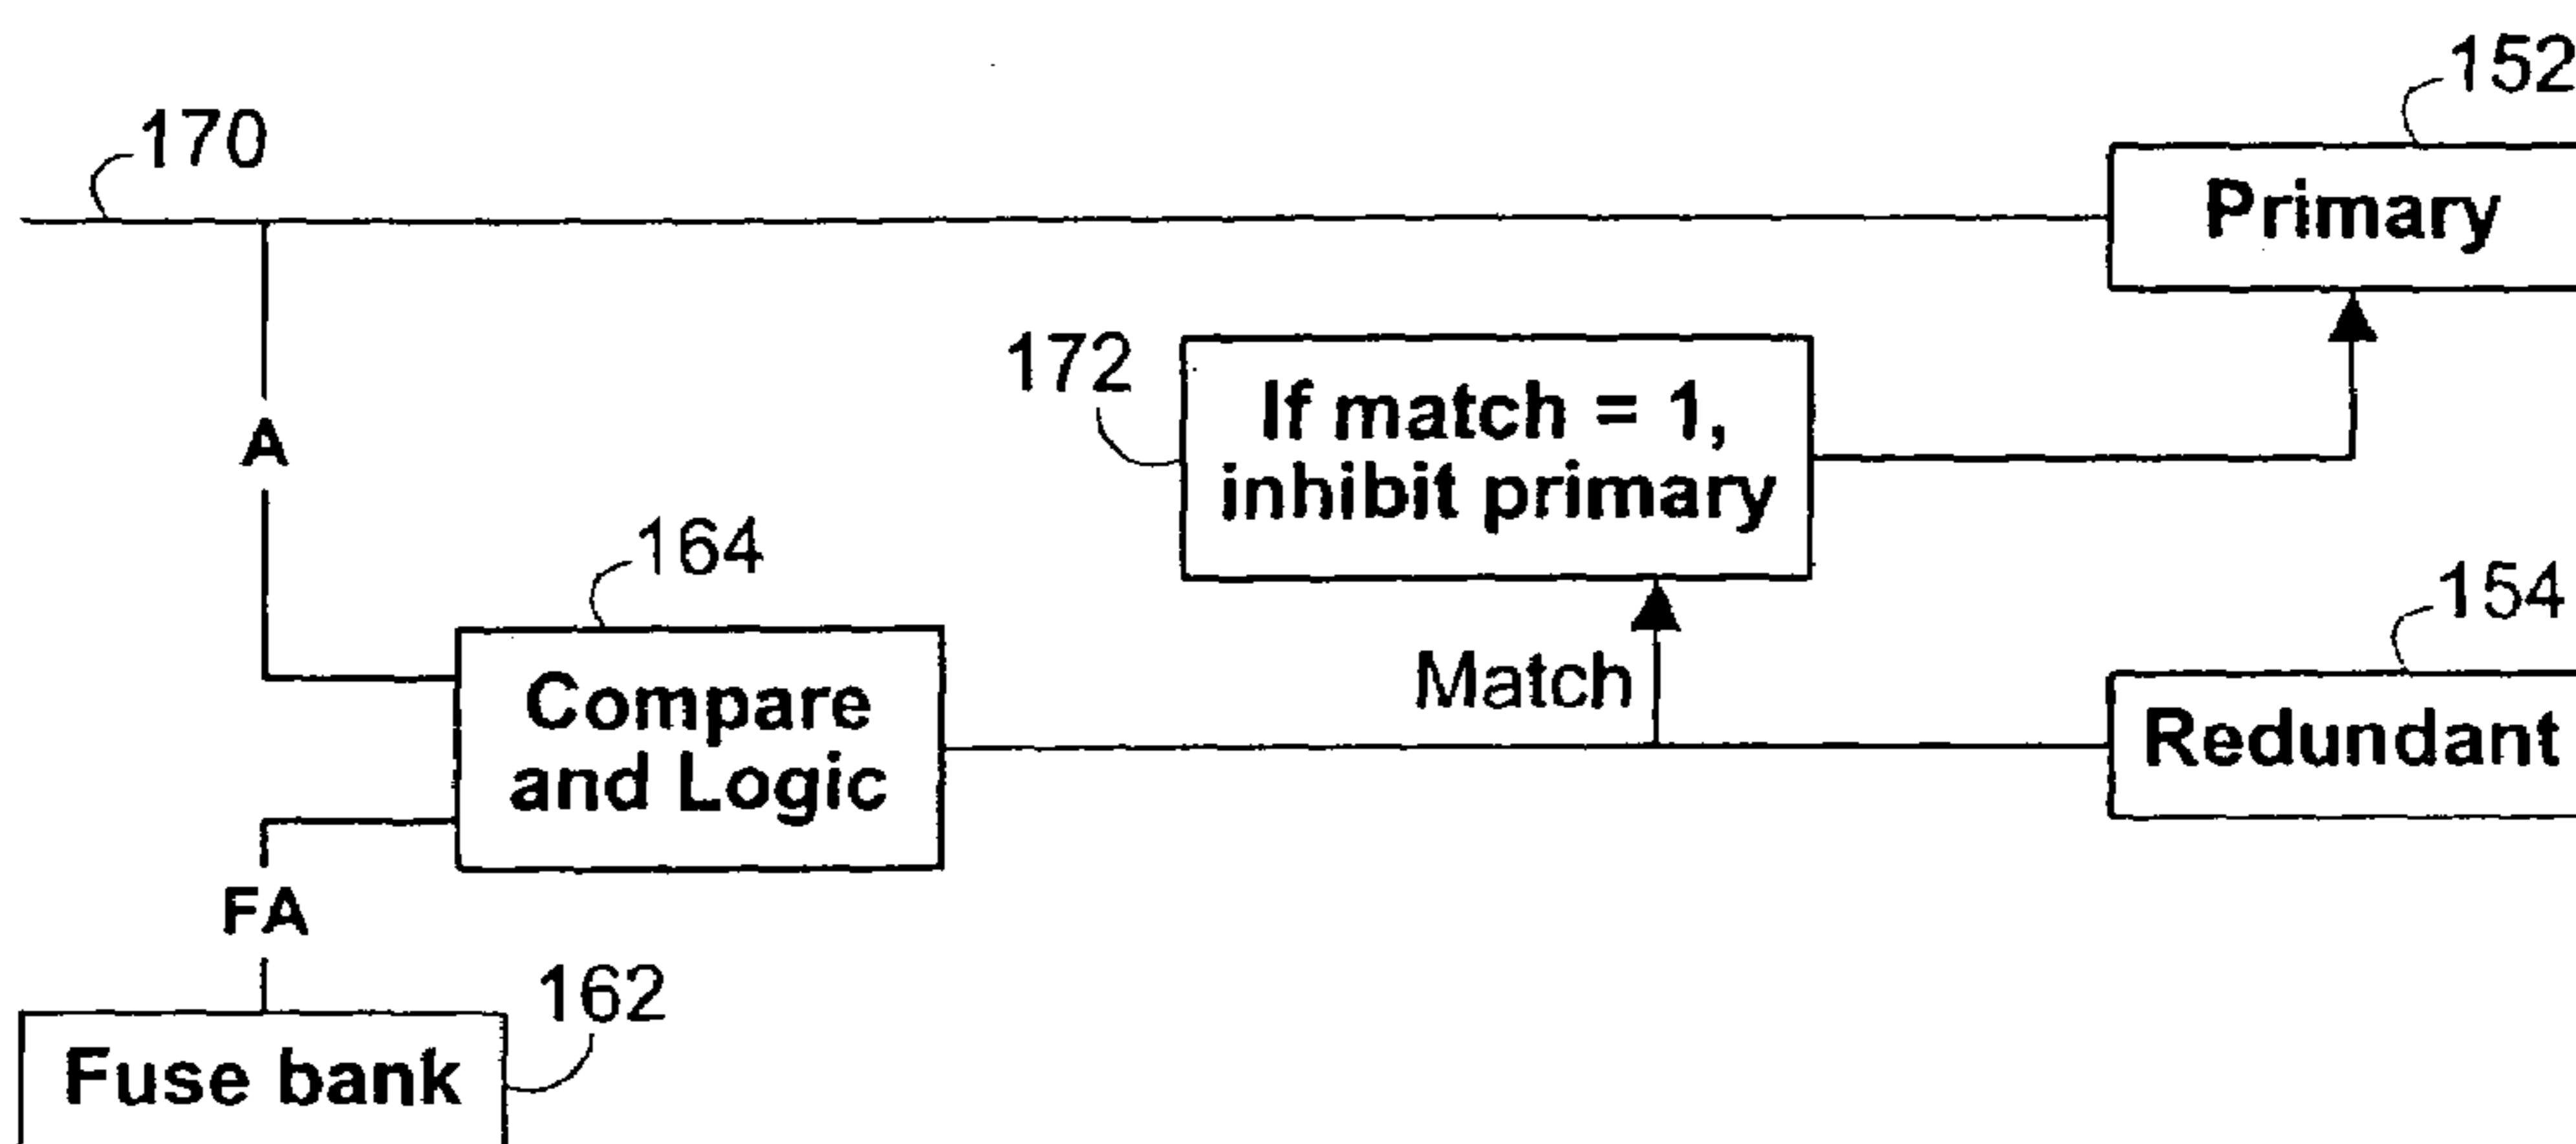 152
170
Primary
172
If match = 1,
inhibit primary
A
164
154
Match
Compare
and Logic
Redundant
FA
162
Fuse bank